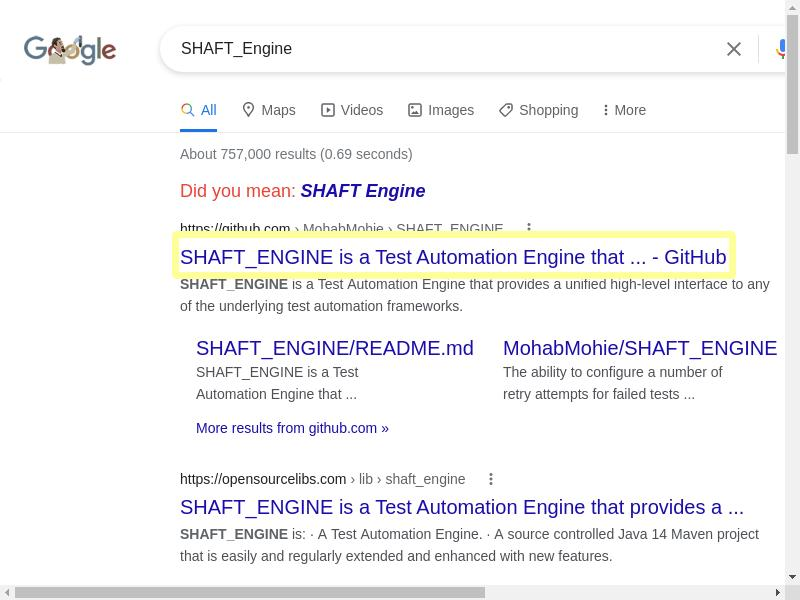 Google
SHAFT_Engine
All Maps Videos Images Shopping More
About 757,000 results (0.69 seconds)
Did you mean: SHAFT Engine
https://github.com › MohabMohie › SHAFT_ENGINE
SHAFT_ENGINE is a Test Automation Engine that ... - GitHub
SHAFT_ENGINE is a Test Automation Engine that provides a unified high-level interface to any
of the underlying test automation frameworks.
SHAFT_ENGINE/README.md MohabMohie/SHAFT_ENGINE
SHAFT_ENGINE is a Test The ability to configure a number of
Automation Engine that ... retry attempts for failed tests ...
More results from github.com »
https://opensourcelibs.com › lib › shaft_engine
SHAFT_ENGINE is a Test Automation Engine that provides a ...
SHAFT_ENGINE is: · A Test Automation Engine. · A source controlled Java 14 Maven project
that is easily and regularly extended and enhanced with new features.